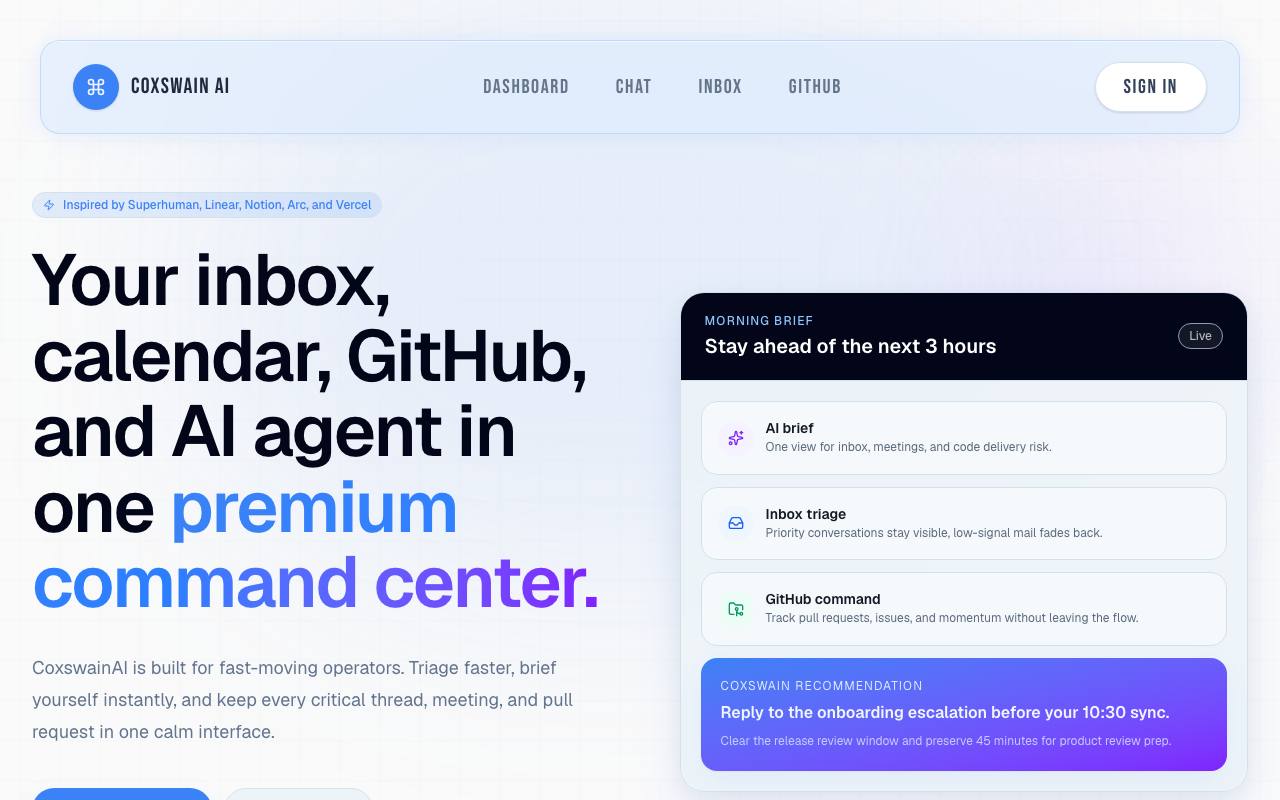 COXSWAIN AI
DASHBOARD
CHAT
INBOX
GITHUB
SIGN IN
Inspired by Superhuman, Linear, Notion, Arc, and Vercel
Your inbox,
calendar, GitHub,
and AI agent in
one premium
command center.
CoxswainAI is built for fast-moving operators. Triage faster, brief
yourself instantly, and keep every critical thread, meeting, and pull
request in one calm interface.
MORNING BRIEF
Stay ahead of the next 3 hours
Live
AI brief
One view for inbox, meetings, and code delivery risk.
Inbox triage
Priority conversations stay visible, low-signal mail fades back.
GitHub command
Track pull requests, issues, and momentum without leaving the flow.
COXSWAIN RECOMMENDATION
Reply to the onboarding escalation before your 10:30 sync.
Clear the release review window and preserve 45 minutes for product review prep.